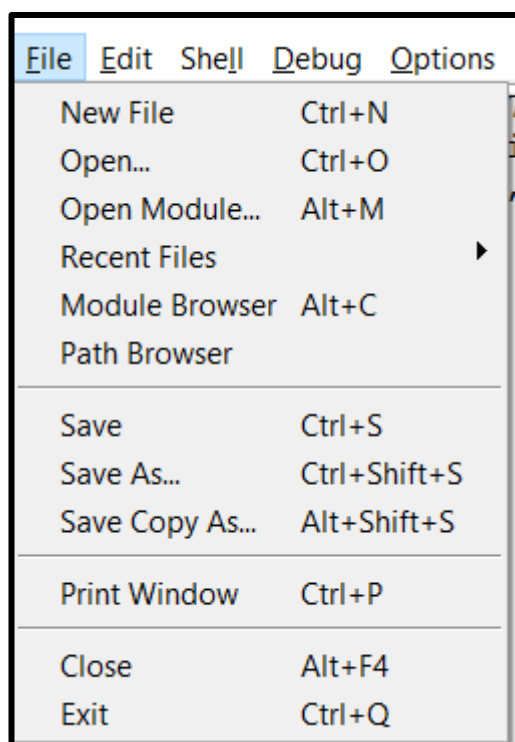 File Edit Shell Debug Options
New File Ctrl+N
Open... Ctrl+O
Open Module... Alt+M
Recent Files
Module Browser Alt+C
Path Browser
Save Ctrl+S
Save As... Ctrl+Shift+S
Save Copy As... Alt+Shift+S
Print Window Ctrl+P
Close Alt+F4
Exit Ctrl+Q